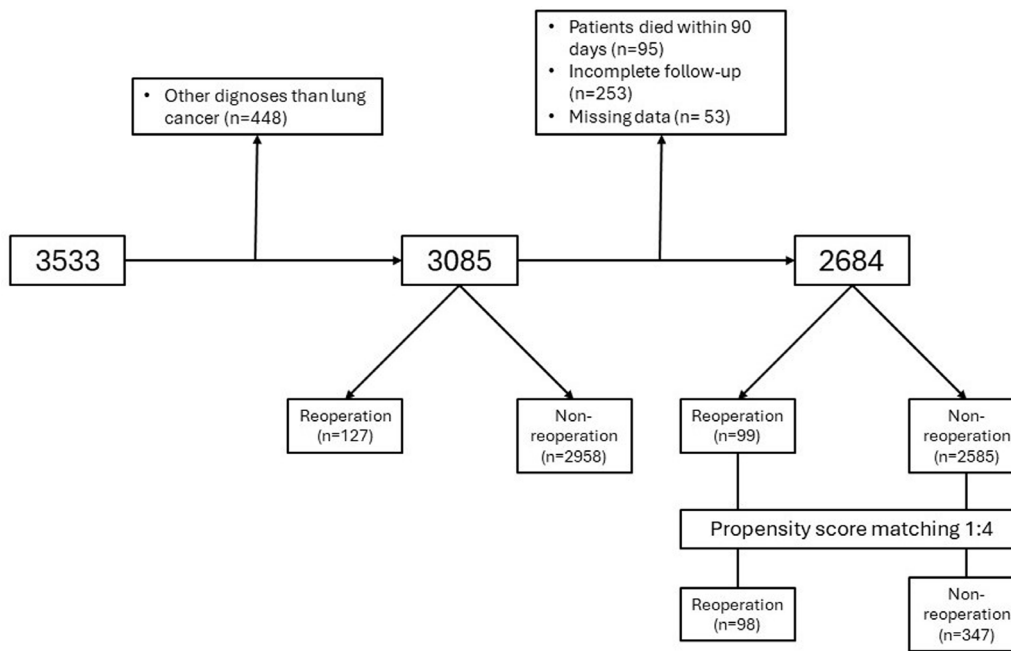 • Patients died within 90
days (n=95)
• Incomplete follow-up
(n=253)
• Missing data (n= 53)
• Other dignoses than lung
cancer (n=448)
3533
3085
2684
Reoperation
(n=127)
Non-
reoperation
(n=2958)
Reoperation
(n=99)
Non-
reoperation
(n=2585)
Propensity score matching 1:4
Reoperation
(n=98)
Non-
reoperation
(n=347)